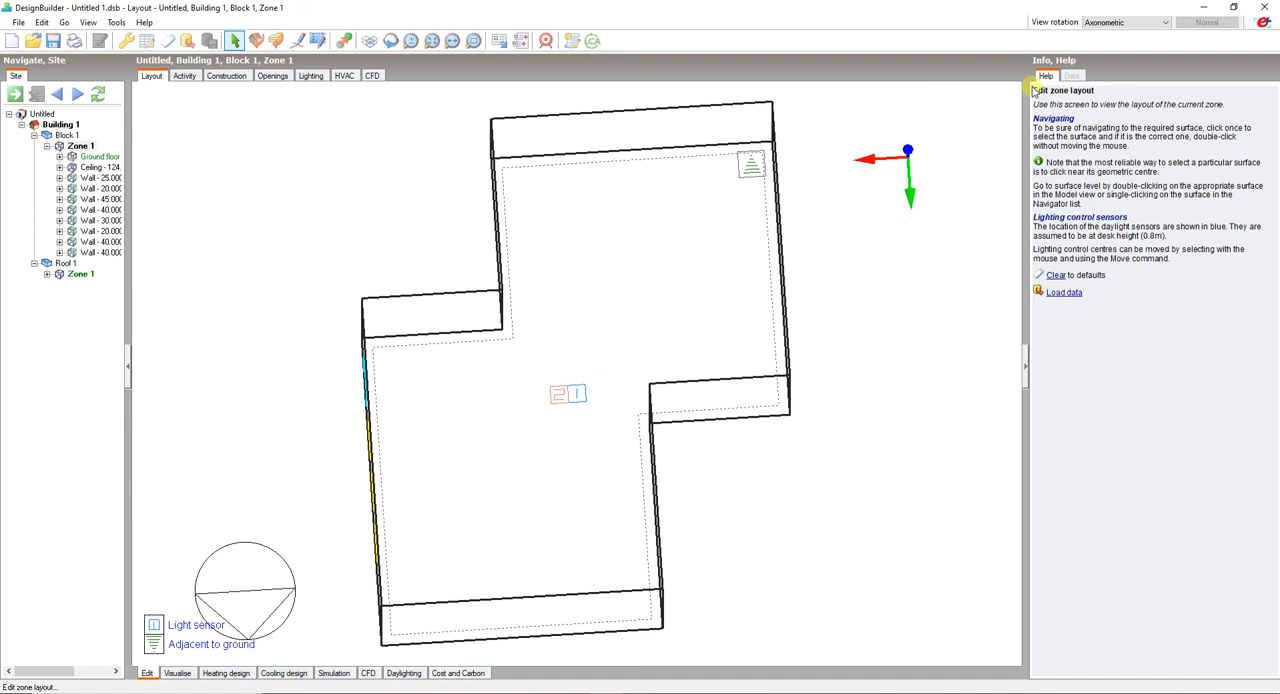 DesignBuilder - Untitled 1.dsb - Layout - Untitled, Building 1, Block 1, Zone 1
File Edit Go View Tools Help
View rotation Axonometric Normal
Navigate, Site
Untitled, Building 1, Block 1, Zone 1
Info, Help
Site
Layout Activity Construction Openings Lighting HVAC CFD
Help Data
Untitled
Building 1
Block 1
Zone 1
Ground floor
Ceiling - 124.
Wall - 25.000
Wall - 20.000
Wall - 45.000
Wall - 40.000
Wall - 30.000
Wall - 20.000
Wall - 40.000
Wall - 40.000
Roof 1
Zone 1
Edit zone layout
Use this screen to view the layout of the current zone.
Navigating
To be sure of navigating to the required surface, click once to
select the surface and if it is the correct one, double-click
without moving the mouse.
Note that the most reliable way to select a particular surface
is to click near its geometric centre.
Go to surface level by double-clicking on the appropriate surface
in the Model view or single-clicking on the surface in the
Navigator list.
Lighting control sensors
The location of the daylight sensors are shown in blue. They are
assumed to be at desk height (0.8m).
Lighting control centres can be moved by selecting with the
mouse and using the Move command.
Clear to defaults
Load data
21
Light sensor
Adjacent to ground
Edit Visualise Heating design Cooling design Simulation CFD Daylighting Cost and Carbon
Edit zone layout...